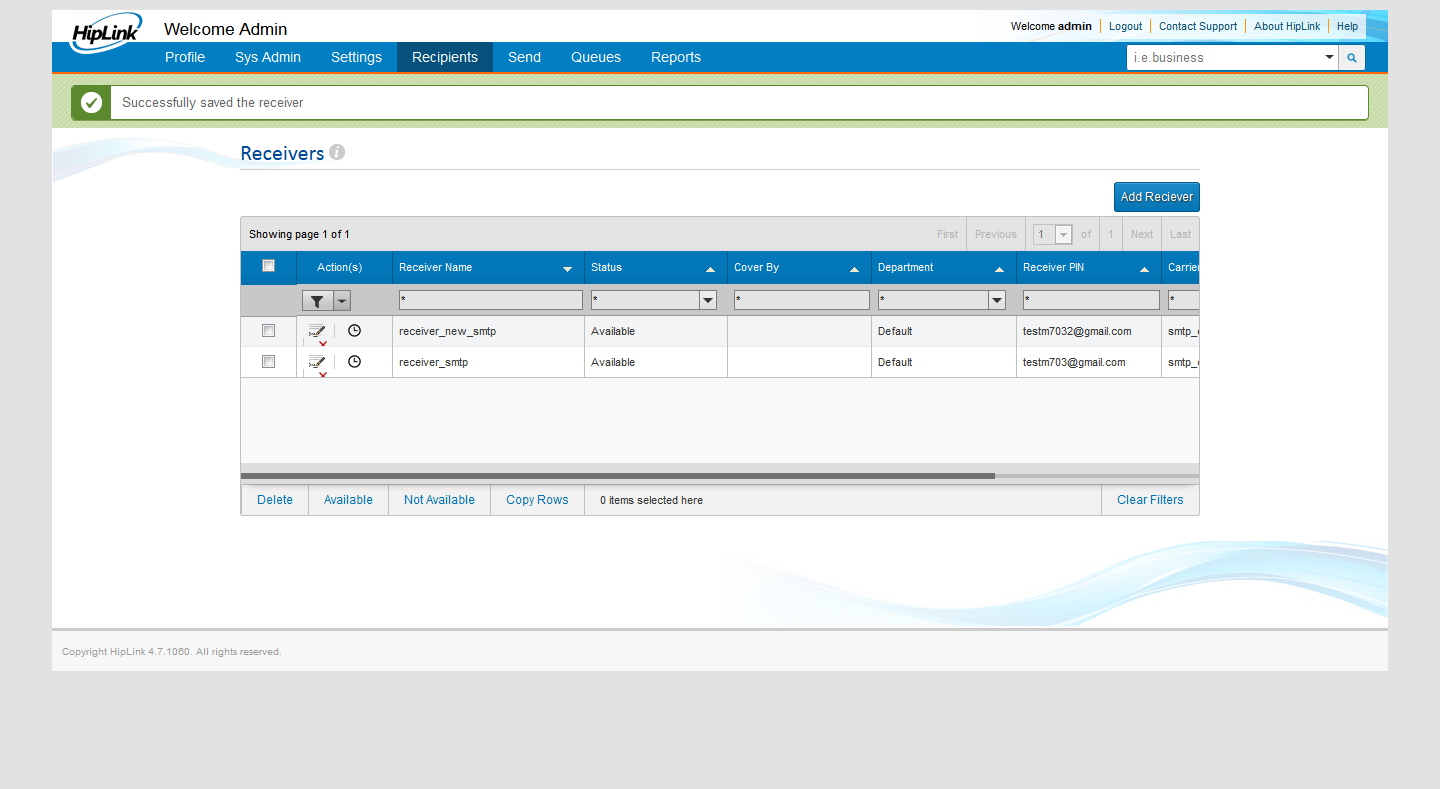 HipLink
Welcome Admin
Welcome admin Logout Contact Support About HipLink Help
Profile Sys Admin Settings Recipients Send Queues Reports
i.e.business
Successfully saved the receiver
Receivers i
Add Reciever
Showing page 1 of 1 First Previous 1 of 1 Next Last
Action(s) Receiver Name Status Cover By Department Receiver PIN Carrier
* * * * * *
receiver_new_smtp Available Default testm7032@gmail.com smtp_
receiver_smtp Available Default testm703@gmail.com smtp_
Delete Available Not Available Copy Rows 0 items selected here Clear Filters
Copyright HipLink 4.7.1060. All rights reserved.